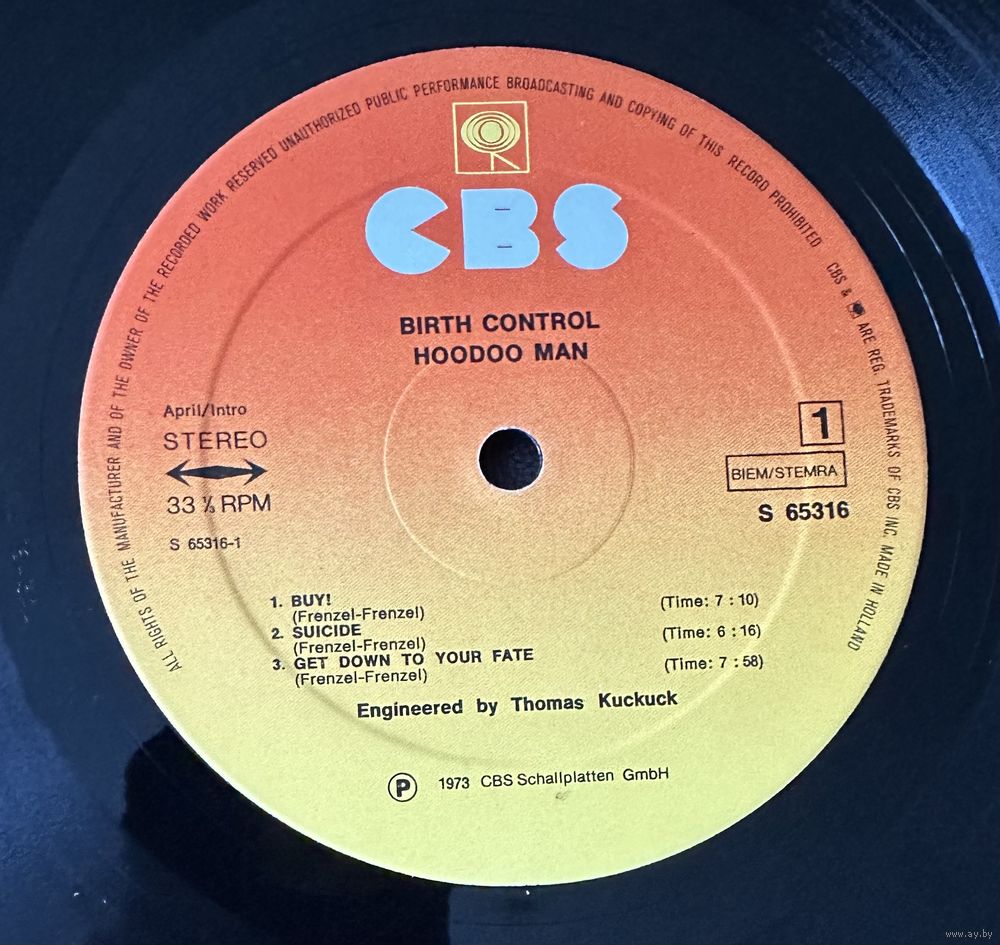 ALL RIGHTS OF THE MANUFACTURER AND OF THE OWNER OF THE RECORDED WORK RESERVED UNAUTHORIZED PUBLIC PERFORMANCE BROADCASTING AND COPYING OF THIS RECORD PROHIBITED CBS & ARE REG. TRADEMARKS OF CBS INC. MADE IN HOLLAND
CBS
BIRTH CONTROL
HOODOO MAN
April/Intro
STEREO
33 ⅓ RPM
S 65316-1
1
BIEM/STEMRA
S 65316
1. BUY! (Time: 7 : 10)
(Frenzel-Frenzel)
2. SUICIDE (Time: 6 : 16)
(Frenzel-Frenzel)
3. GET DOWN TO YOUR FATE (Time: 7 : 58)
(Frenzel-Frenzel)
Engineered by Thomas Kuckuck
Ⓟ 1973 CBS Schallplatten GmbH
www.ay.by